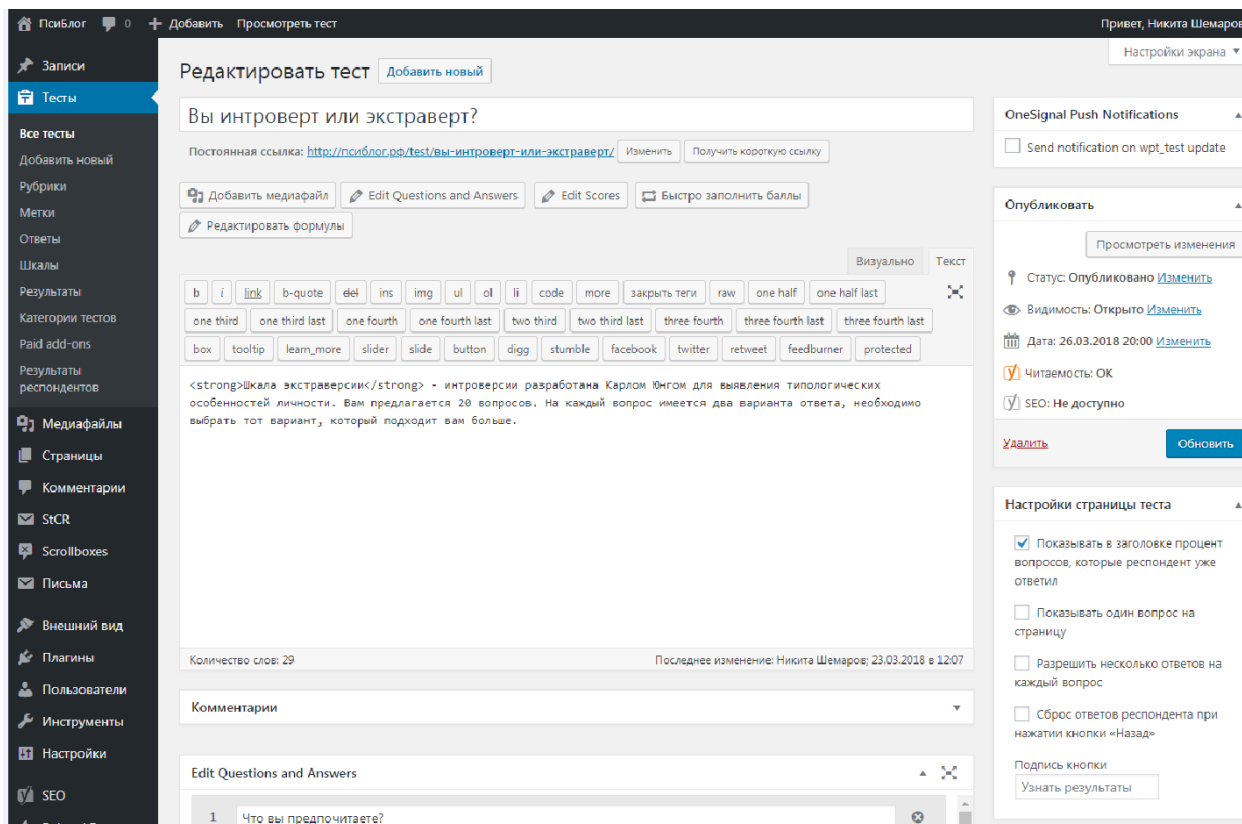 ПсиБлог 0 Добавить Просмотреть тест Привет, Никита Шемаров
Настройки экрана
Записи
Тесты
Все тесты
Добавить новый
Рубрики
Метки
Ответы
Шкалы
Результаты
Категории тестов
Paid add-ons
Результаты
респондентов
Медиафайлы
Страницы
Комментарии
StCR
Scrollboxes
Письма
Внешний вид
Плагины
Пользователи
Инструменты
Настройки
SEO
Редактировать тест Добавить новый
Вы интроверт или экстраверт?
Постоянная ссылка: http://псиблог.рф/test/вы-интроверт-или-экстраверт/ Изменить Получить короткую ссылку
Добавить медиафайл Edit Questions and Answers Edit Scores Быстро заполнить баллы
Редактировать формулы
Визуально Текст
b i link b-quote del ins img ul ol li code more закрыть теги raw one half one half last
one third one third last one fourth one fourth last two third two third last three fourth three fourth last three fourth last
box tooltip learn_more slider slide button digg stumble facebook twitter retweet feedburner protected
<strong>Шкала экстраверсии</strong> - интроверсии разработана Карлом Юнгом для выявления типологических
особенностей личности. Вам предлагается 20 вопросов. На каждый вопрос имеется два варианта ответа, необходимо
выбрать тот вариант, который подходит вам больше.
Количество слов: 29 Последнее изменение: Никита Шемаров; 23.03.2018 в 12:07
Комментарии
Edit Questions and Answers
1 Что вы предпочитаете?
OneSignal Push Notifications
Send notification on wpt_test update
Опубликовать
Просмотреть изменения
Статус: Опубликовано Изменить
Видимость: Открыто Изменить
Дата: 26.03.2018 20:00 Изменить
Читаемость: OK
SEO: Не доступно
Удалить Обновить
Настройки страницы теста
Показывать в заголовке процент
вопросов, которые респондент уже
ответил
Показывать один вопрос на
страницу
Разрешить несколько ответов на
каждый вопрос
Сброс ответов респондента при
нажатии кнопки «Назад»
Подпись кнопки
Узнать результаты